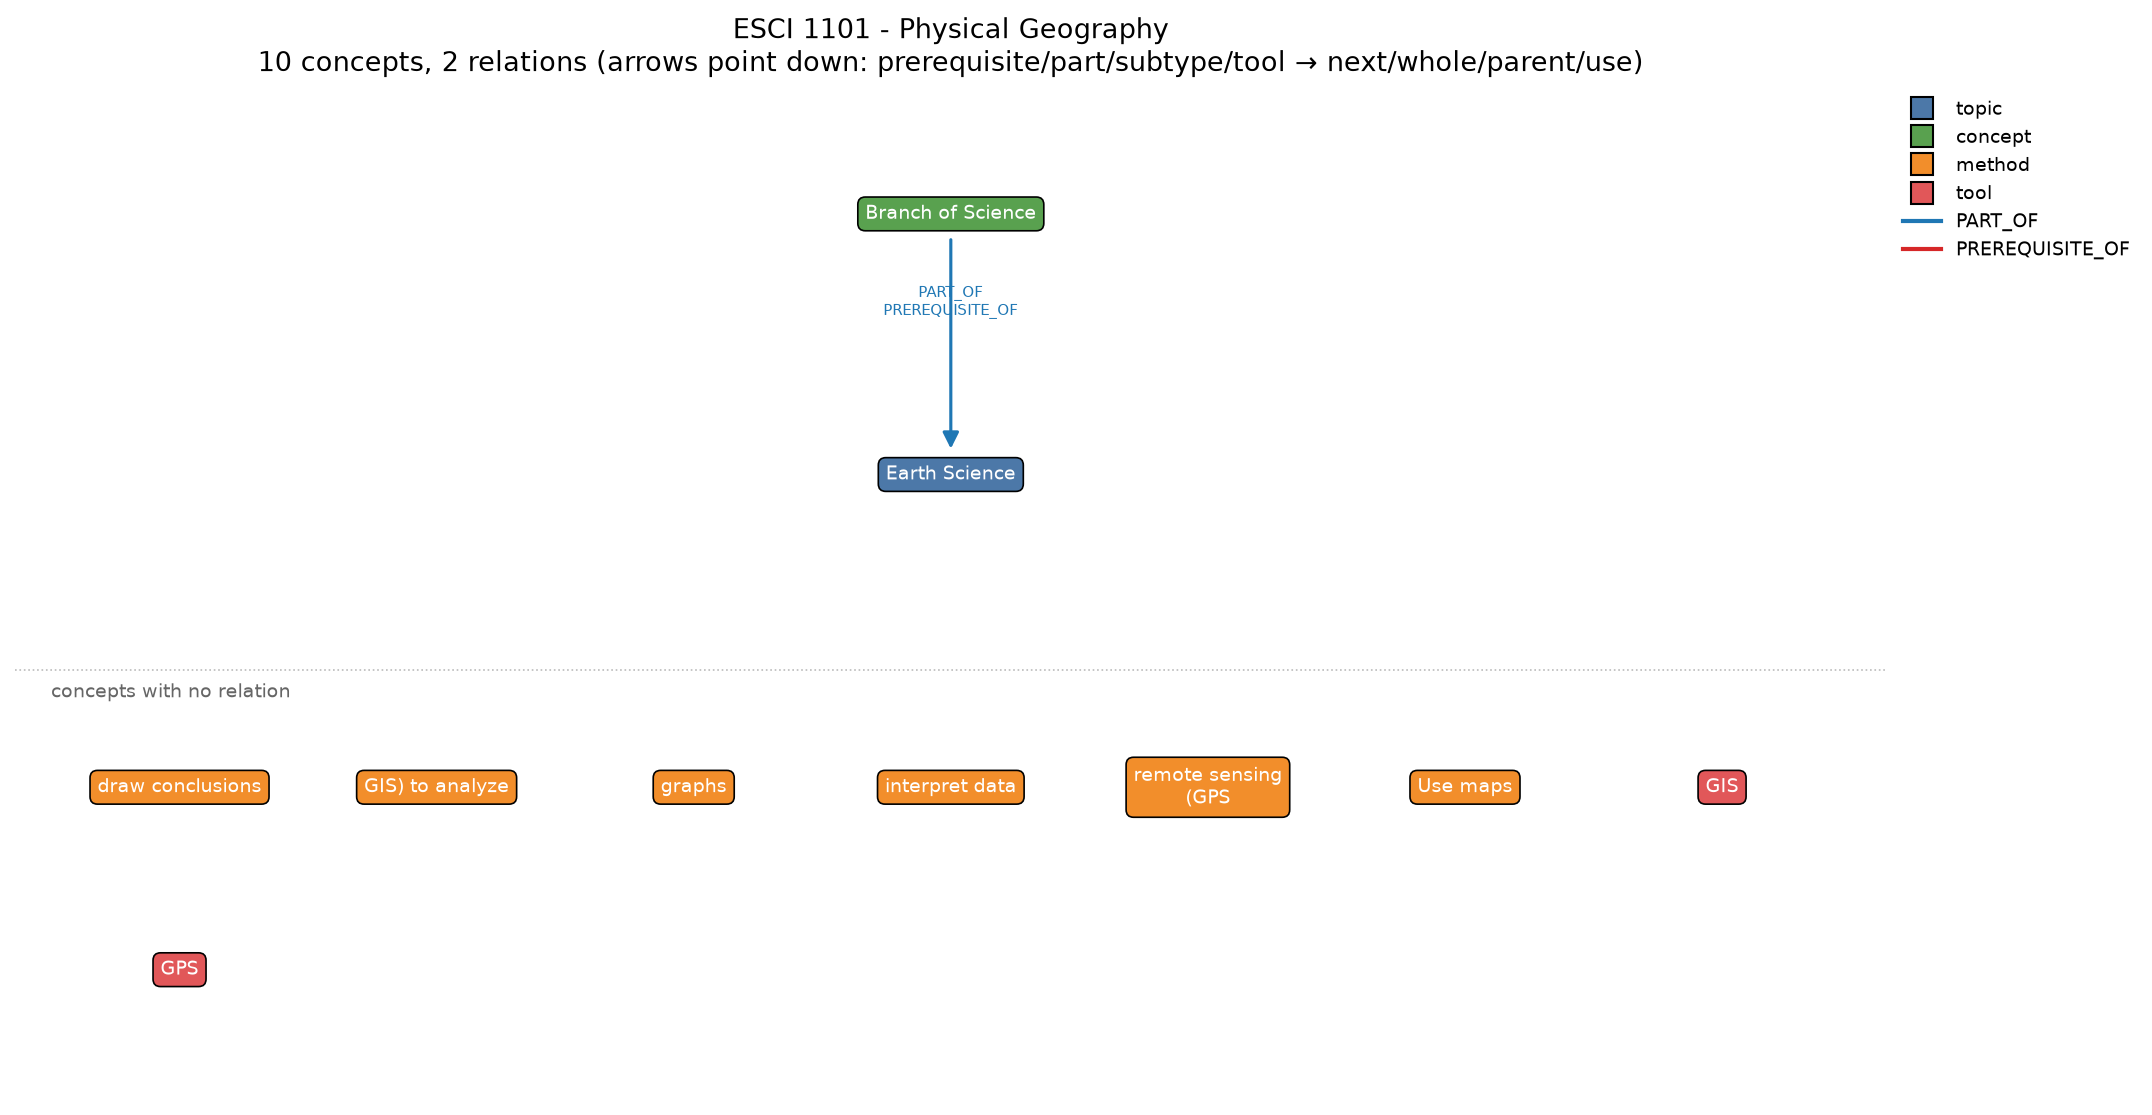 ESCI 1101 - Physical Geography
10 concepts, 2 relations (arrows point down: prerequisite/part/subtype/tool → next/whole/parent/use)
topic
concept
method
tool
PART_OF
PREREQUISITE_OF
Branch of Science
PART_OF
PREREQUISITE_OF
Earth Science
concepts with no relation
draw conclusions
GIS) to analyze
graphs
interpret data
remote sensing
(GPS
Use maps
GIS
GPS